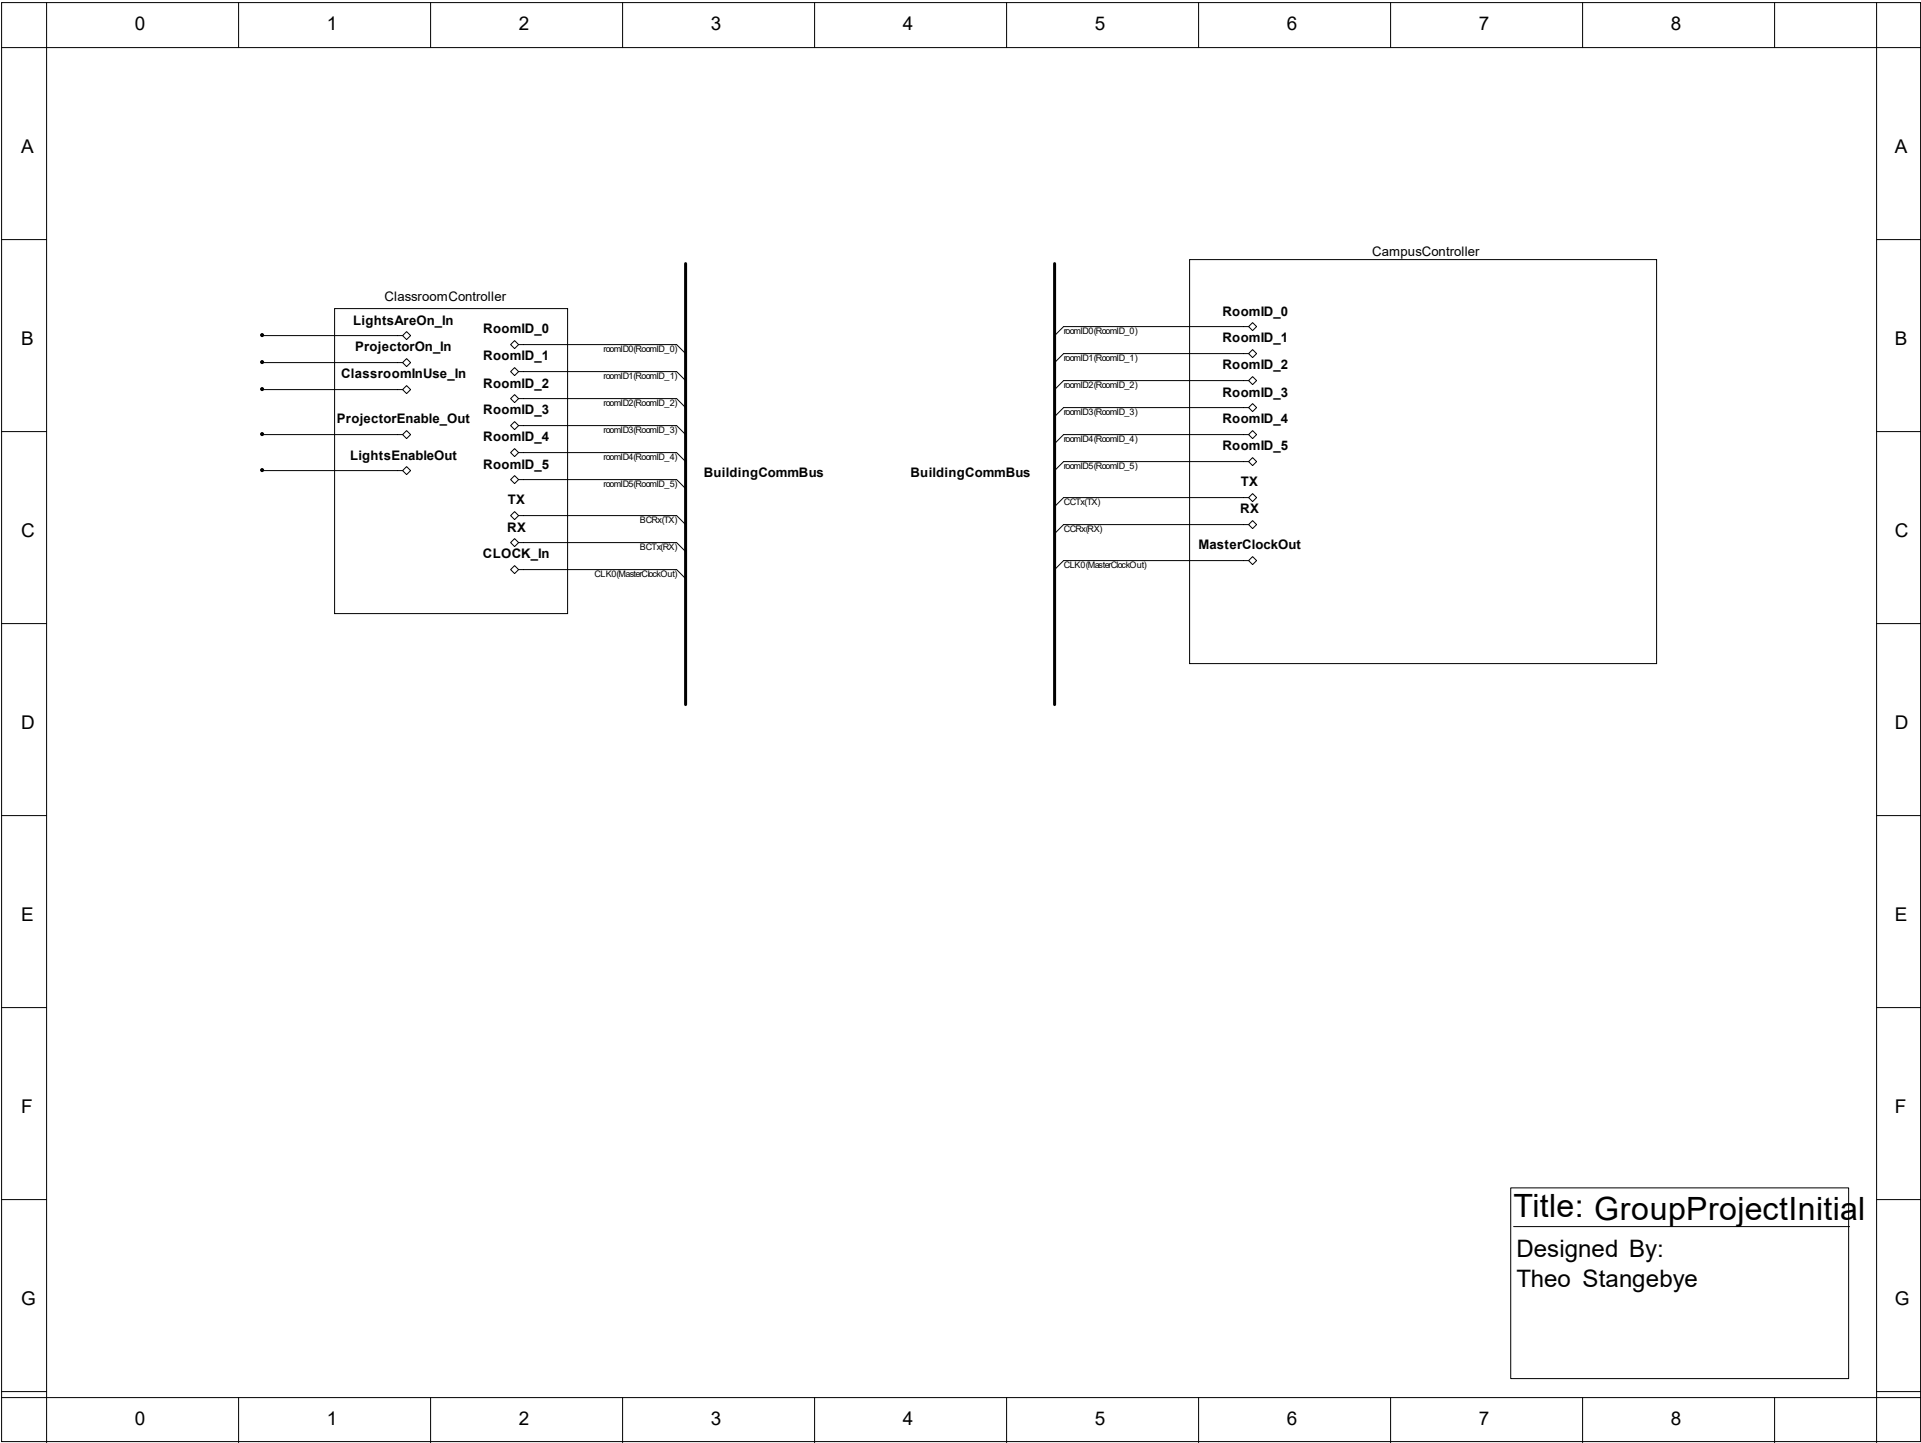 0 1 2 3 4 5 6 7 8
A A
CampusController
ClassroomController
B B
LightsAreOn_In
ProjectorOn_In
ClassroomInUse_In
ProjectorEnable_Out
LightsEnableOut
RoomID_0
RoomID_1
RoomID_2
RoomID_3
RoomID_4
RoomID_5
TX
RX
CLOCK_In
roomID0(RoomID_0)
roomID1(RoomID_1)
roomID2(RoomID_2)
roomID3(RoomID_3)
roomID4(RoomID_4)
roomID5(RoomID_5)
BCRx(TX)
BCTx(RX)
CLK0(MasterClockOut)
BuildingCommBus
BuildingCommBus
roomID0(RoomID_0)
roomID1(RoomID_1)
roomID2(RoomID_2)
roomID3(RoomID_3)
roomID4(RoomID_4)
roomID5(RoomID_5)
CCTx(TX)
CCRx(RX)
CLK0(MasterClockOut)
RoomID_0
RoomID_1
RoomID_2
RoomID_3
RoomID_4
RoomID_5
TX
RX
MasterClockOut
C C
D D
E E
F F
Title: GroupProjectInitial
Designed By:
Theo Stangebye
G G
0 1 2 3 4 5 6 7 8